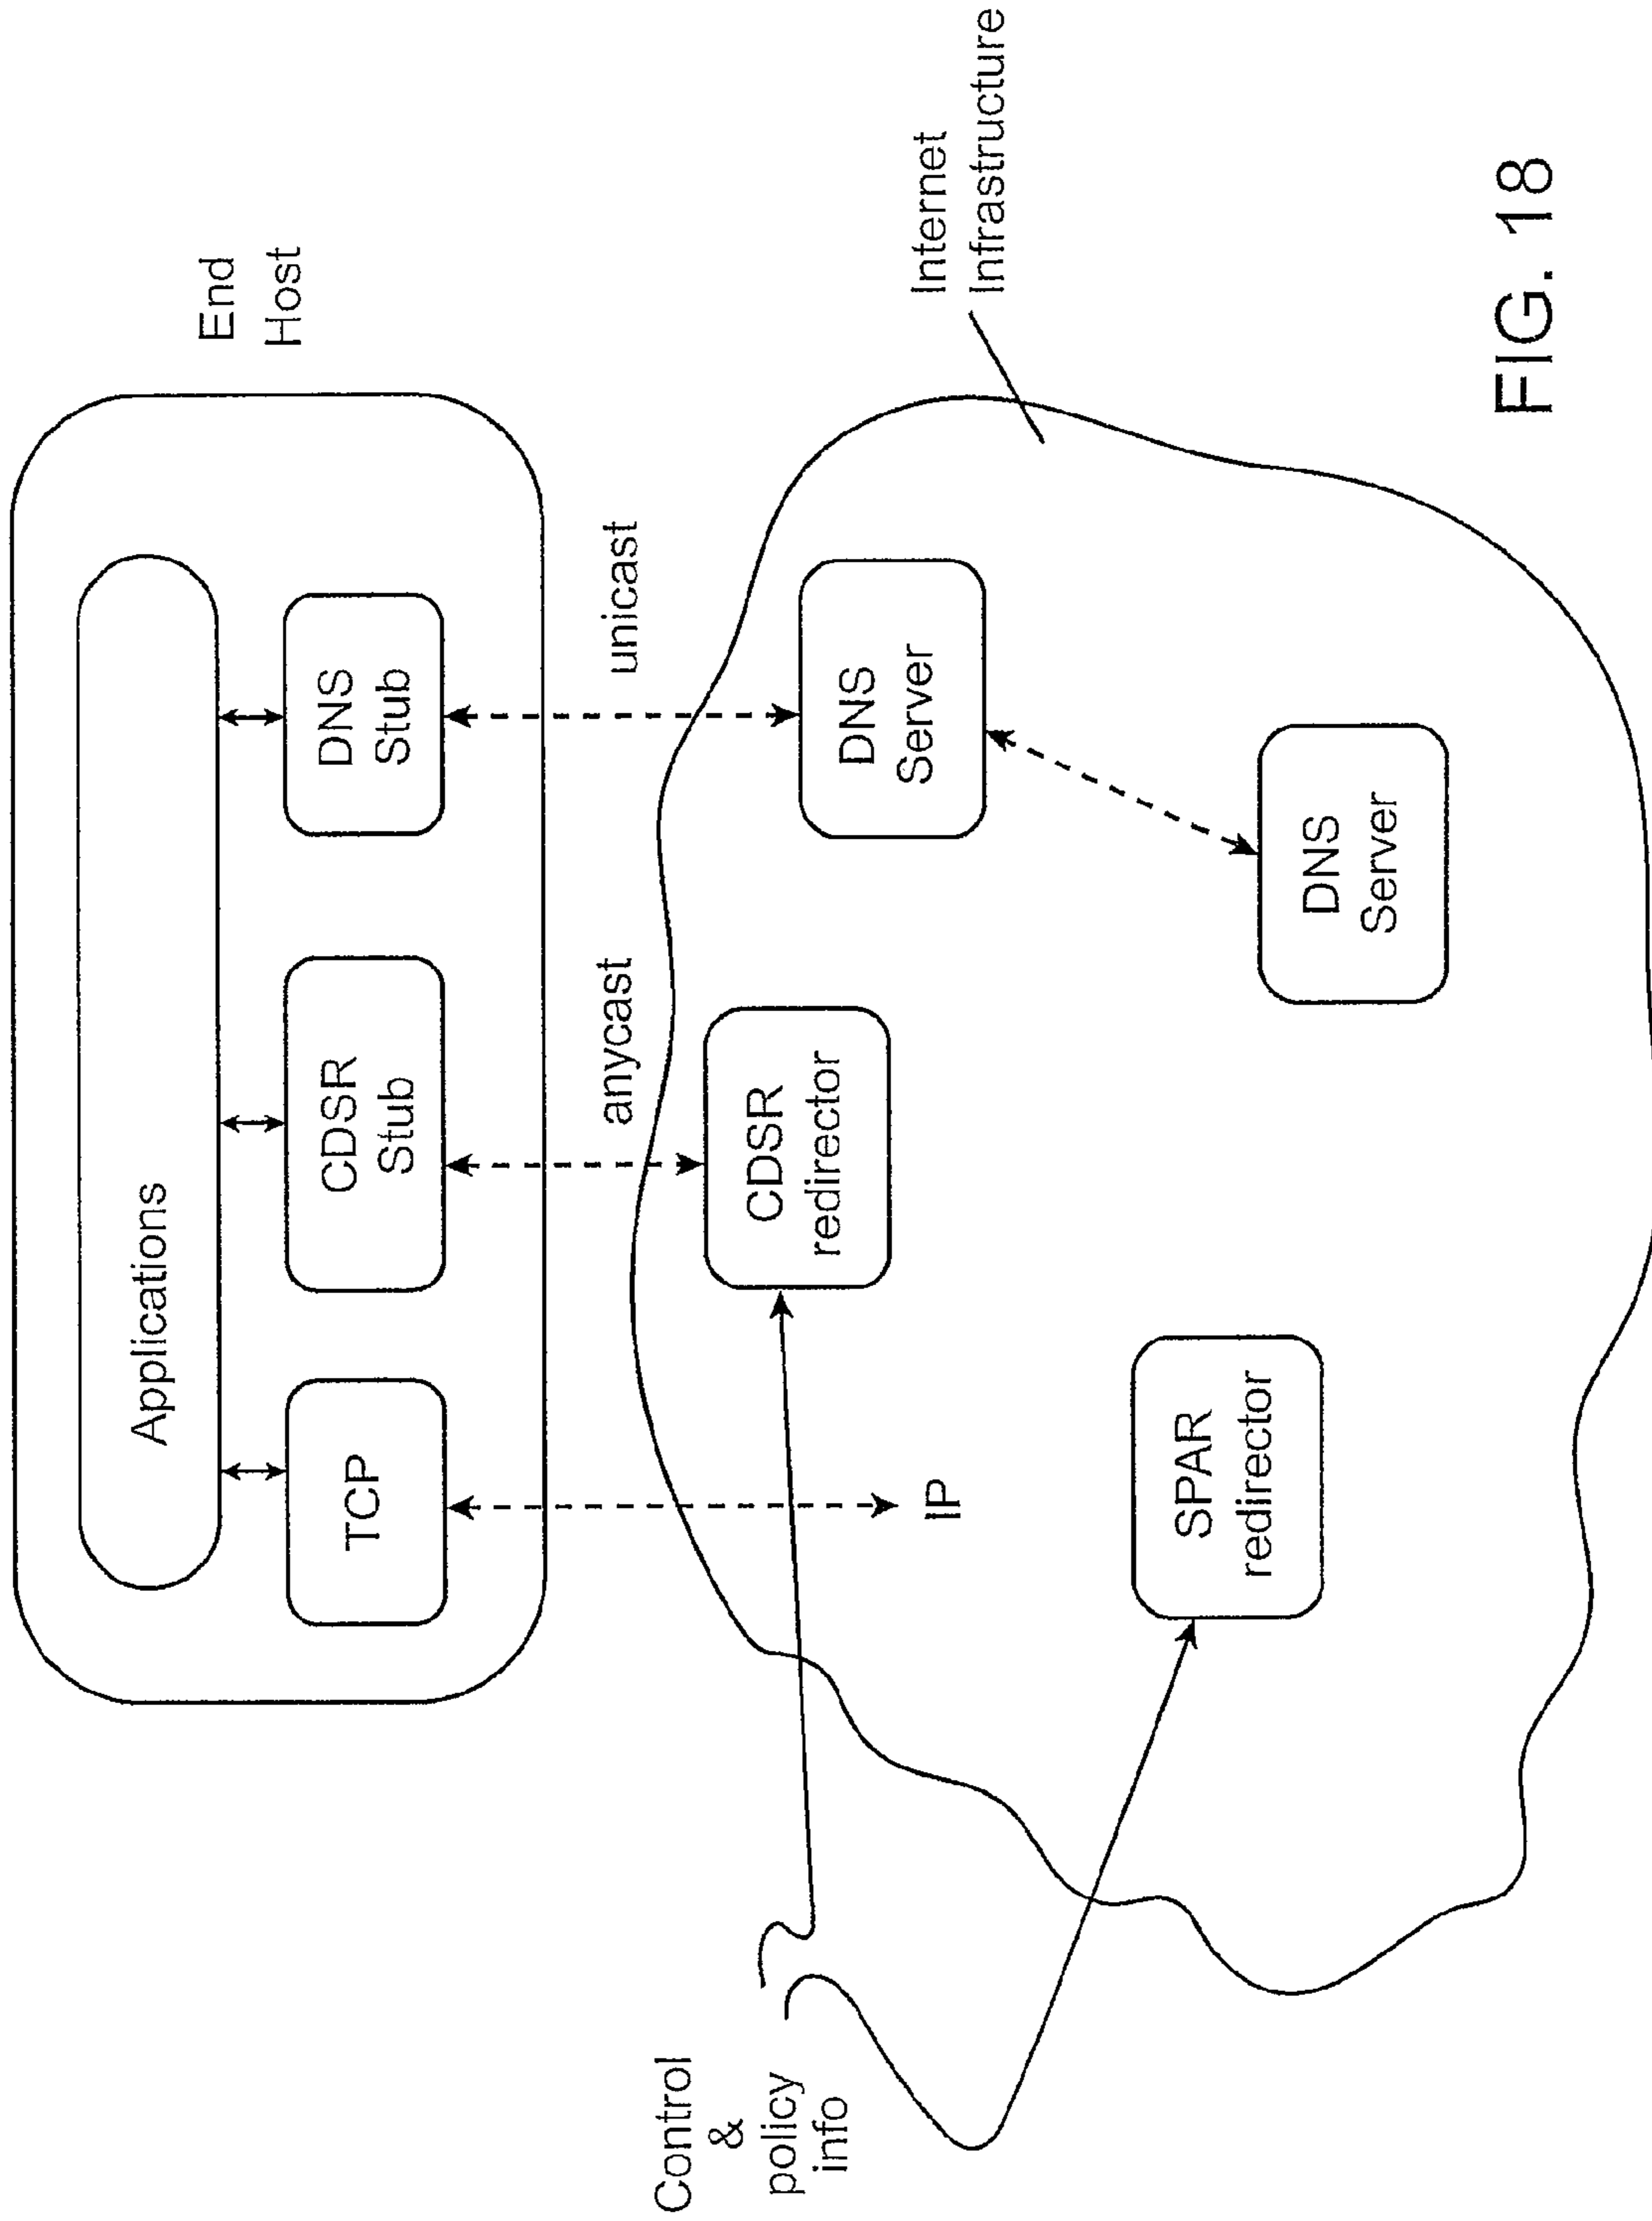 End
Host
Applications
TCP
CDSR
Stub
DNS
Stub
anycast
unicast
Control
&
policy
info
CDSR
redirector
DNS
Server
Internet
Infrastructure
IP
SPAR
redirector
DNS
Server
FIG. 18